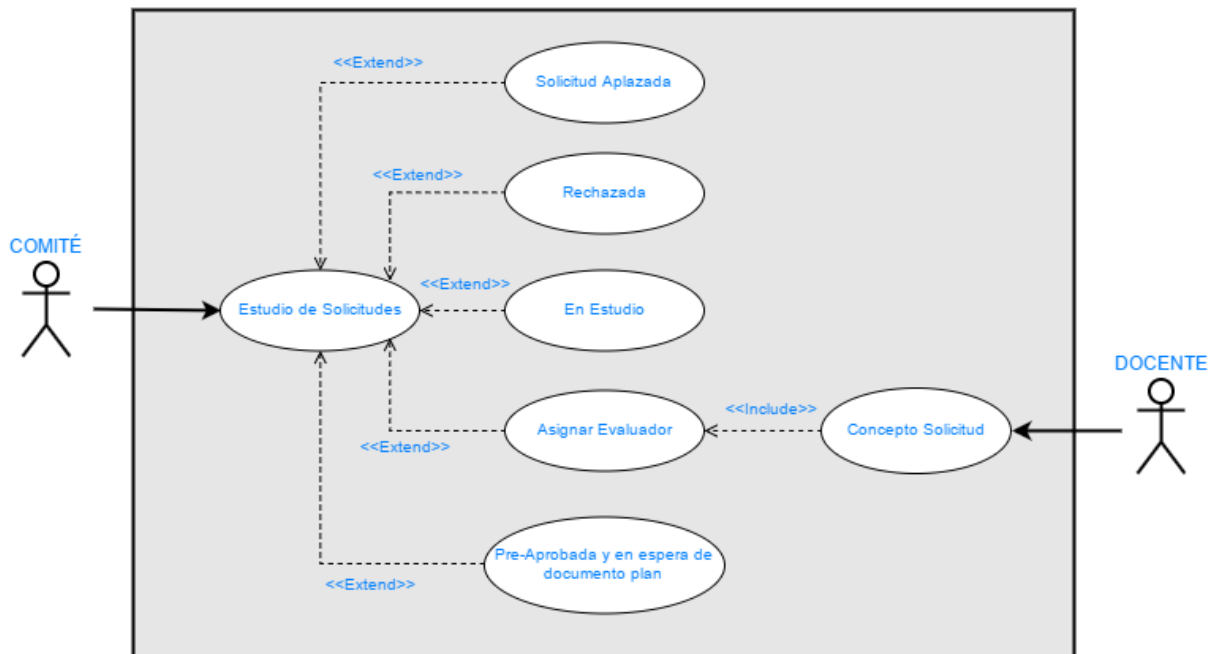 <<Extend>>
Solicitud Aplazada
<<Extend>>
Rechazada
COMITÉ
<<Extend>>
Estudio de Solicitudes
En Estudio
DOCENTE
<<Include>>
Asignar Evaluador
Concepto Solicitud
<<Extend>>
Pre-Aprobada y en espera de
documento plan
<<Extend>>